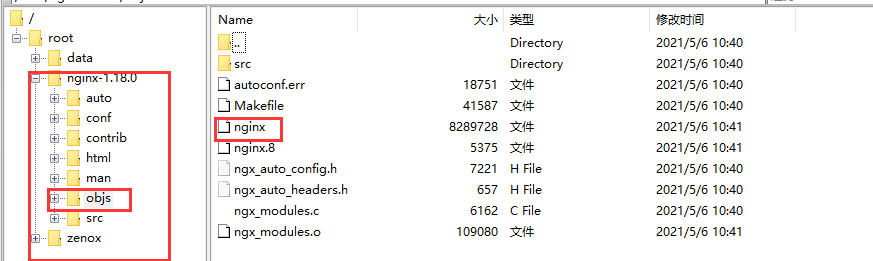 /
root
data
nginx-1.18.0
auto
conf
contrib
html
man
objs
src
zenox
Name 大小 类型 修改时间
.. Directory 2021/5/6 10:40
src Directory 2021/5/6 10:40
autoconf.err 18751 文件 2021/5/6 10:40
Makefile 41587 文件 2021/5/6 10:40
nginx 8289728 文件 2021/5/6 10:41
nginx.8 5375 文件 2021/5/6 10:41
ngx_auto_config.h 7221 H File 2021/5/6 10:40
ngx_auto_headers.h 657 H File 2021/5/6 10:40
ngx_modules.c 6162 C File 2021/5/6 10:40
ngx_modules.o 109080 文件 2021/5/6 10:41